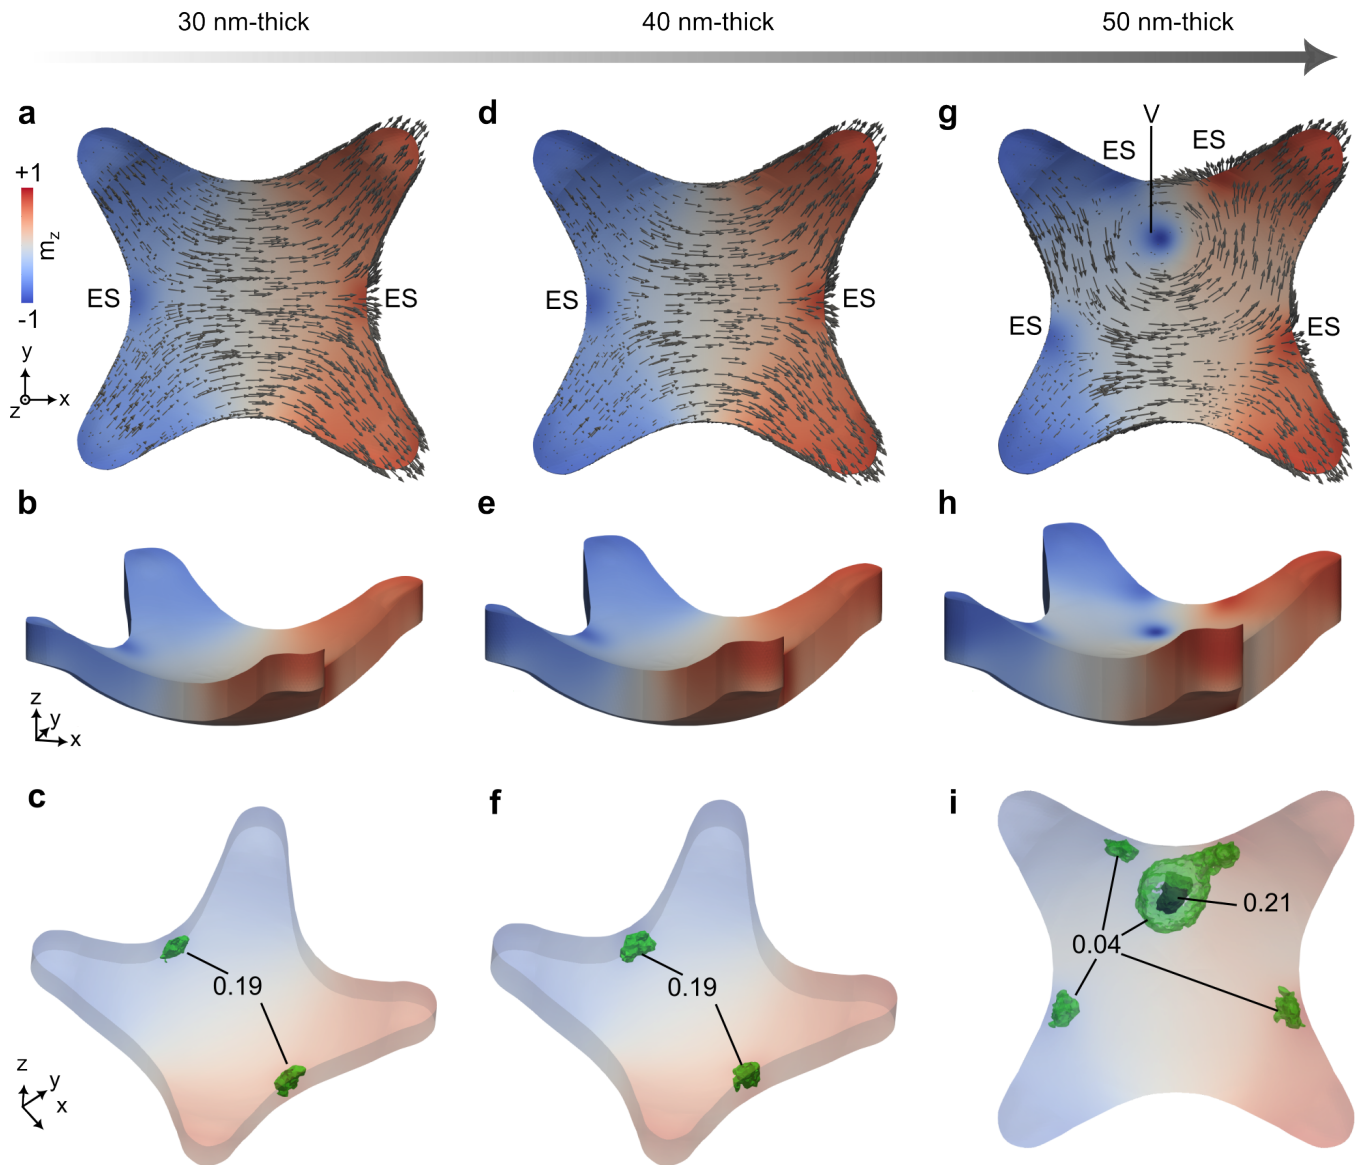 30 nm-thick 40 nm-thick 50 nm-thick
a d g
V
ES ES
+1
mz
-1
ES ES ES ES
ES ES
y
z x
b e h
z
y
x
c f i
0.19 0.19 0.21
0.04
z
y
x